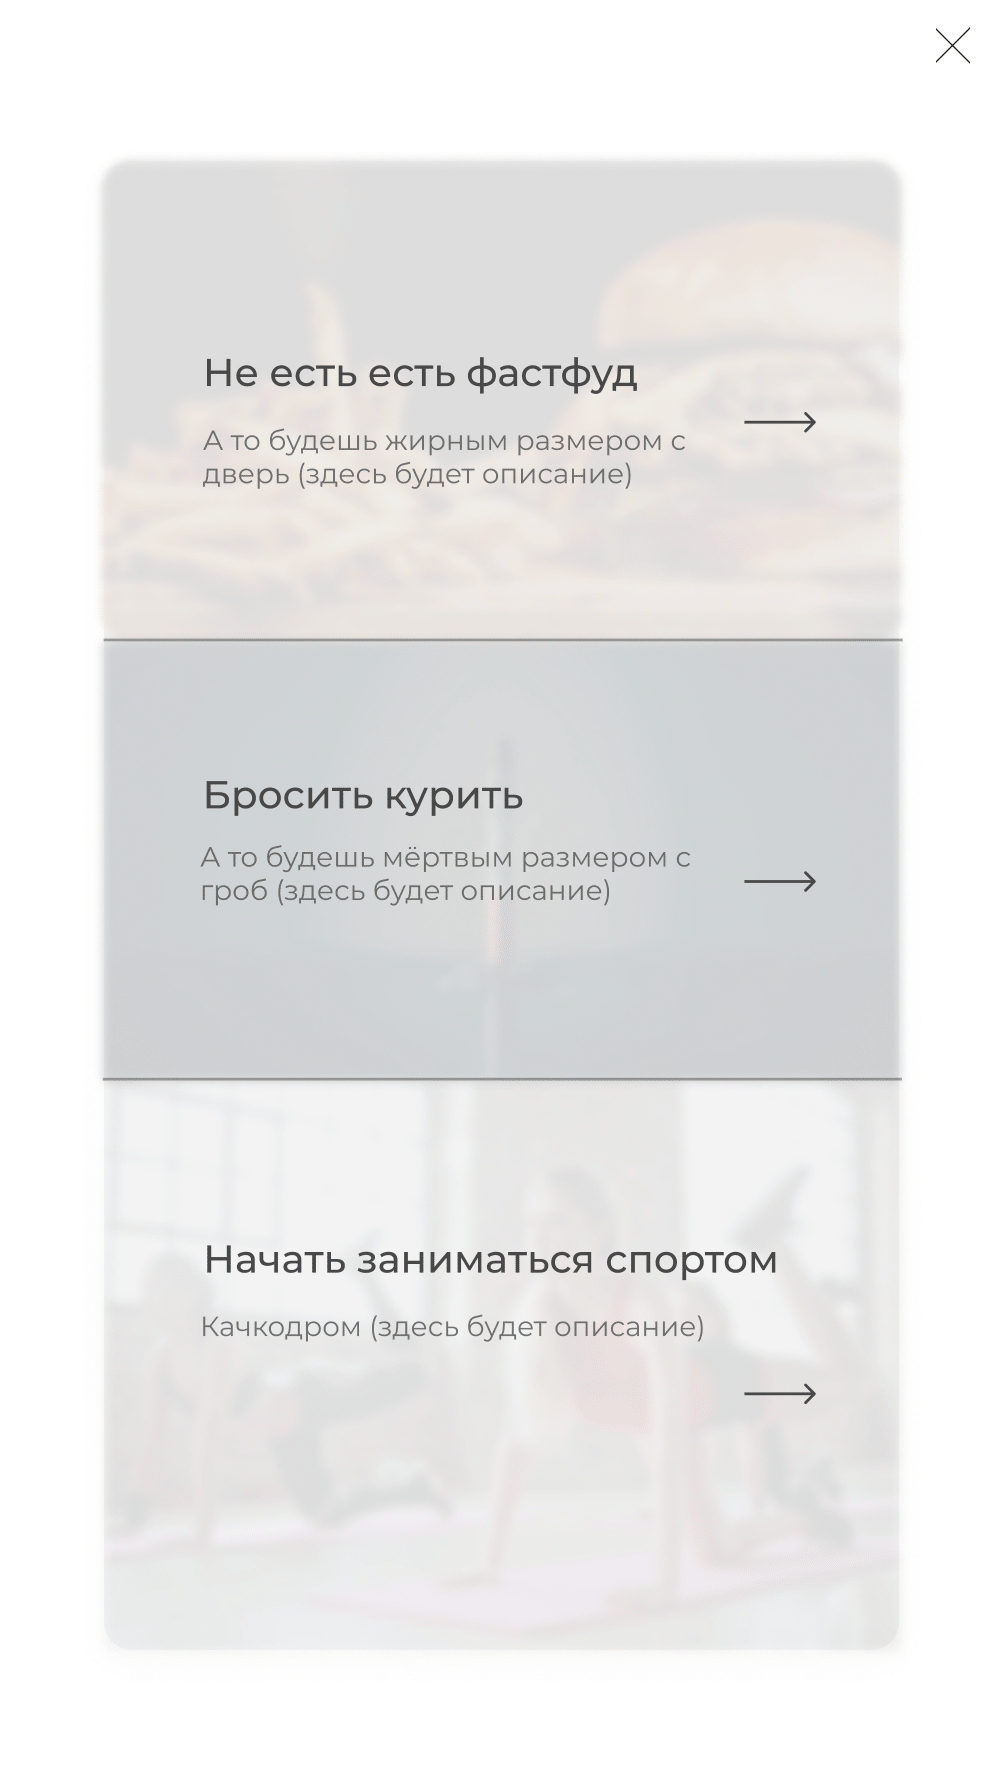 Не есть есть фастфуд
А то будешь жирным размером с
дверь (здесь будет описание)
Бросить курить
А то будешь мёртвым размером с
гроб (здесь будет описание)
Начать заниматься спортом
Качкодром (здесь будет описание)